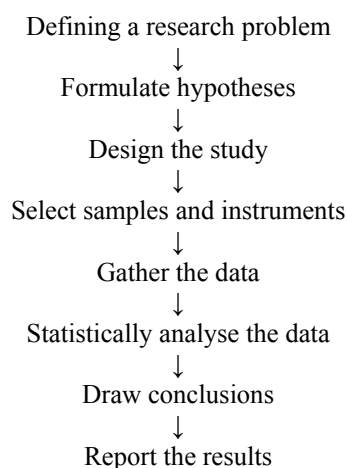 Defining a research problem
↓
Formulate hypotheses
↓
Design the study
↓
Select samples and instruments
↓
Gather the data
↓
Statistically analyse the data
↓
Draw conclusions
↓
Report the results